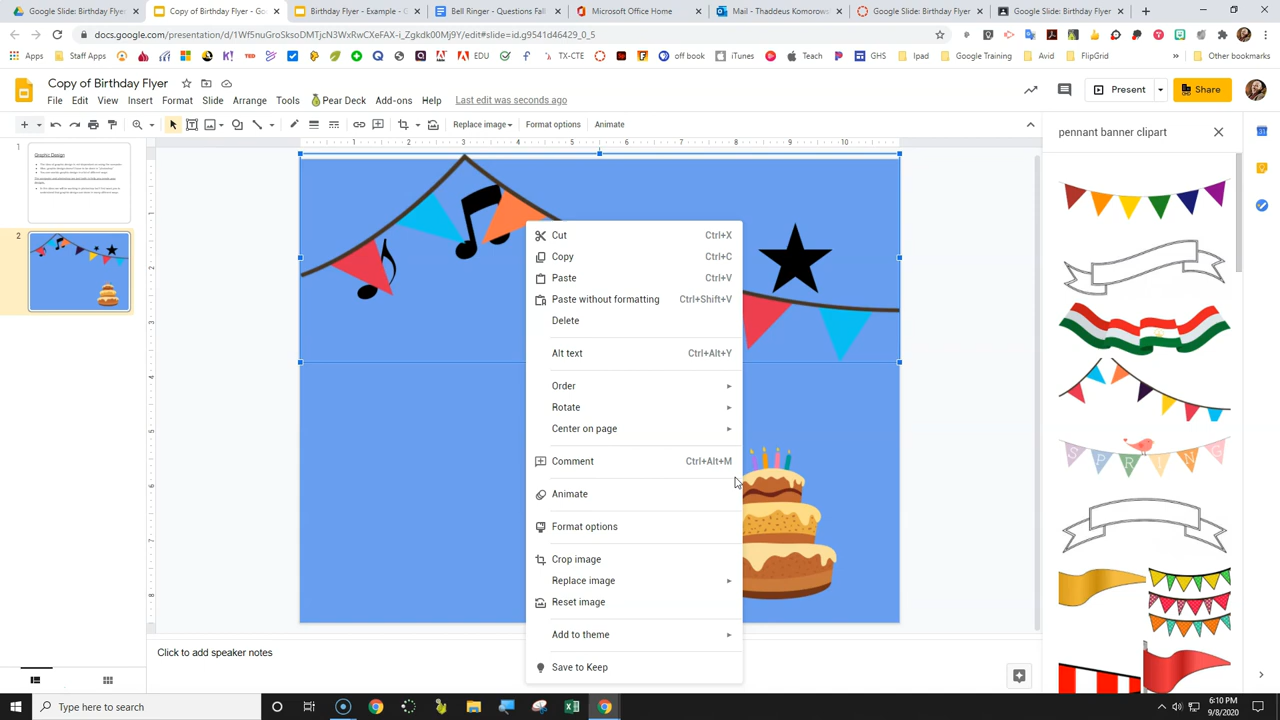 Google Slide: Birthday Flyer
Copy of Birthday Flyer - Go
Birthday Flyer - Example - G
Bell Ringer - Questions Fall
Microsoft Office Home
Mail - Thaddeus Komorows
Google Slide: Birthday Flyer
Google Slide: Birthday Flyer
docs.google.com/presentation/d/1Wf5nuGroSksoDMTjcN3WxRwCXeFAX-i_Zgkdk00Mj9Y/edit#slide=id.g9541d46429_0_5
Apps
Staff Apps
EDU
TX-CTE
off book
iTunes
Teach
GHS
Ipad
Google Training
Avid
FlipGrid
Other bookmarks
Copy of Birthday Flyer
File Edit View Insert Format Slide Arrange Tools Pear Deck Add-ons Help Last edit was seconds ago
Present
Share
Replace image
Format options
Animate
pennant banner clipart
1
Graphic Design
2
Cut Ctrl+X
Copy Ctrl+C
Paste Ctrl+V
Paste without formatting Ctrl+Shift+V
Delete
Alt text Ctrl+Alt+Y
Order
Rotate
Center on page
Comment Ctrl+Alt+M
Animate
Format options
Crop image
Replace image
Reset image
Add to theme
Save to Keep
SPRING
Click to add speaker notes
Type here to search
6:10 PM
9/8/2020